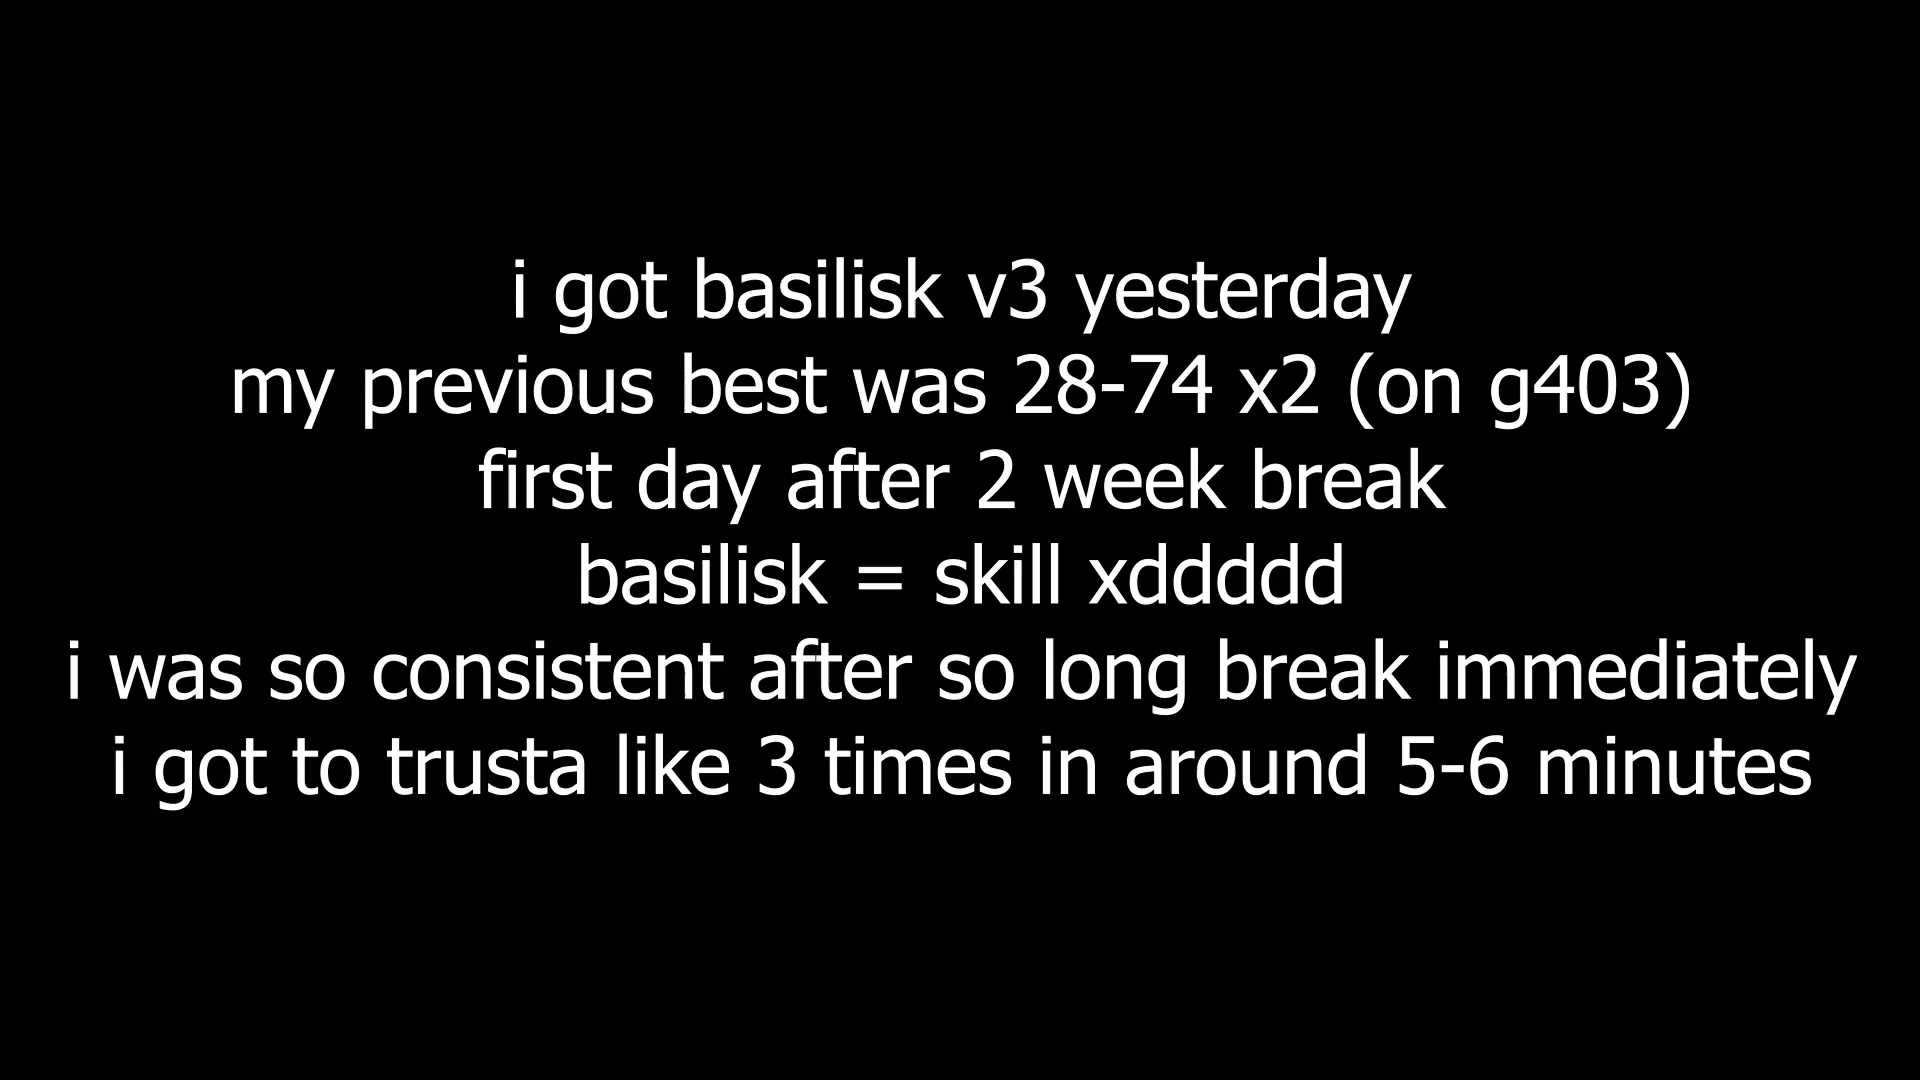 i got basilisk v3 yesterday
my previous best was 28-74 x2 (on g403)
first day after 2 week break
basilisk = skill xdddddd
i was so consistent after so long break immediately
i got to trusta like 3 times in around 5-6 minutes